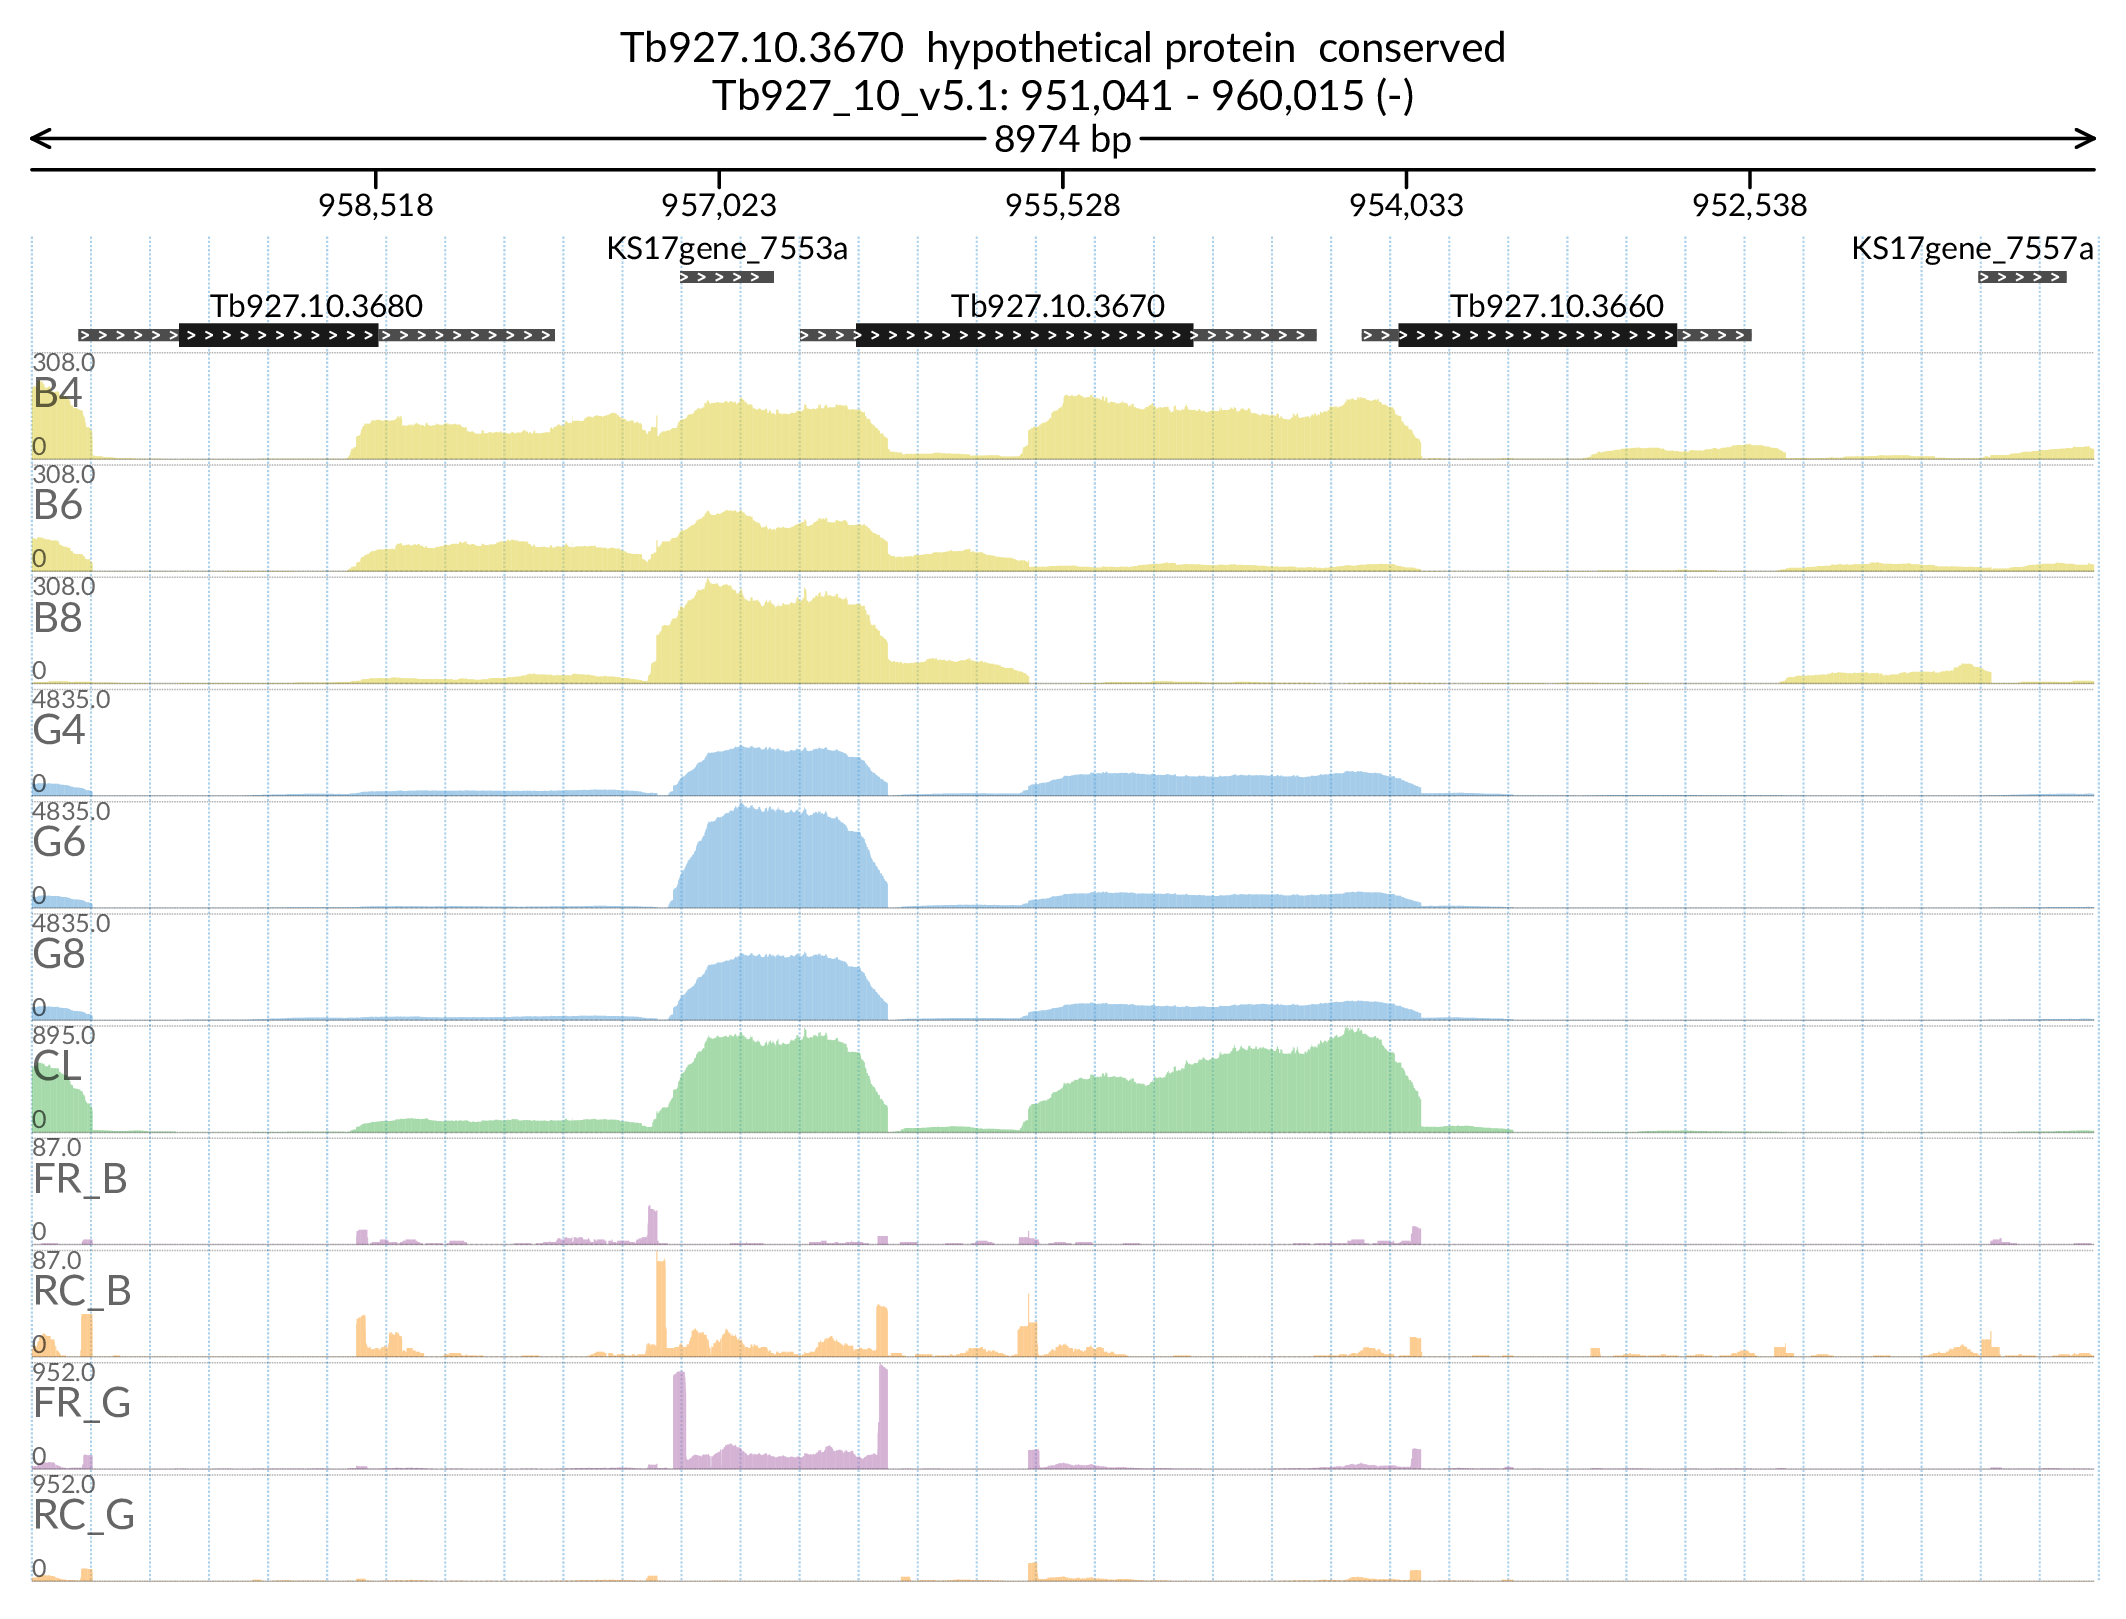 Tb927.10.3670  hypothetical protein  conserved
Tb927_10_v5.1: 951,041 - 960,015 (-)
8974 bp
958,518 957,023 955,528 954,033 952,538
KS17gene_7553a KS17gene_7557a
Tb927.10.3680 Tb927.10.3670 Tb927.10.3660
308.0
B4
0
308.0
B6
0
308.0
B8
0
4835.0
G4
0
4835.0
G6
0
4835.0
G8
0
895.0
CL
0
87.0
FR_B
0
87.0
RC_B
0
952.0
FR_G
0
952.0
RC_G
0